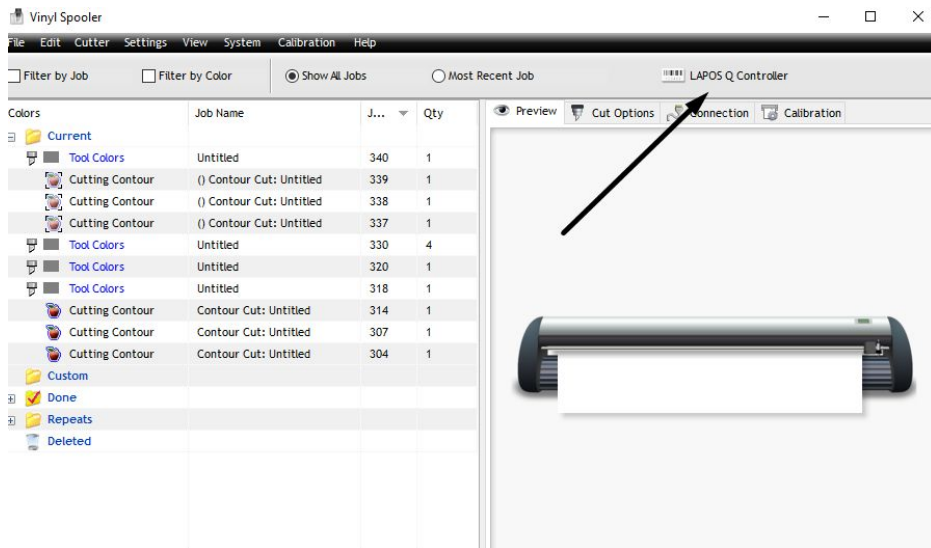 Vinyl Spooler
File Edit Cutter Settings View System Calibration Help
Filter by Job Filter by Color Show All Jobs Most Recent Job LAPOS Q Controller
Colors Job Name J... Qty Preview Cut Options Connection Calibration
Current
Tool Colors Untitled 340 1
Cutting Contour () Contour Cut: Untitled 339 1
Cutting Contour () Contour Cut: Untitled 338 1
Cutting Contour () Contour Cut: Untitled 337 1
Tool Colors Untitled 330 4
Tool Colors Untitled 320 1
Tool Colors Untitled 318 1
Cutting Contour Contour Cut: Untitled 314 1
Cutting Contour Contour Cut: Untitled 307 1
Cutting Contour Contour Cut: Untitled 304 1
Custom
Done
Repeats
Deleted